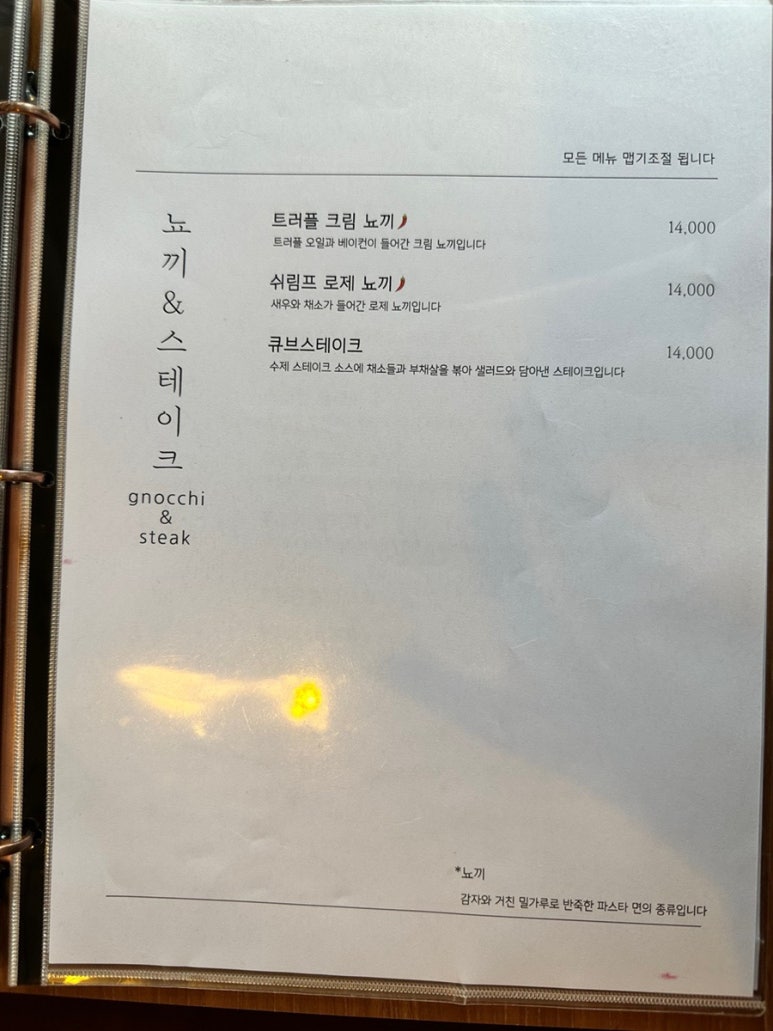 모든 메뉴 맵기조절 됩니다
뇨끼&스테이크
gnocchi
&
steak
트러플 크림 뇨끼🌶 14,000
트러플 오일과 베이컨이 들어간 크림 뇨끼입니다
쉬림프 로제 뇨끼🌶 14,000
새우와 채소가 들어간 로제 뇨끼입니다
큐브스테이크 14,000
수제 스테이크 소스에 채소들과 부채살을 볶아 샐러드와 담아낸 스테이크입니다
*뇨끼
감자와 거친 밀가루로 반죽한 파스타 면의 종류입니다